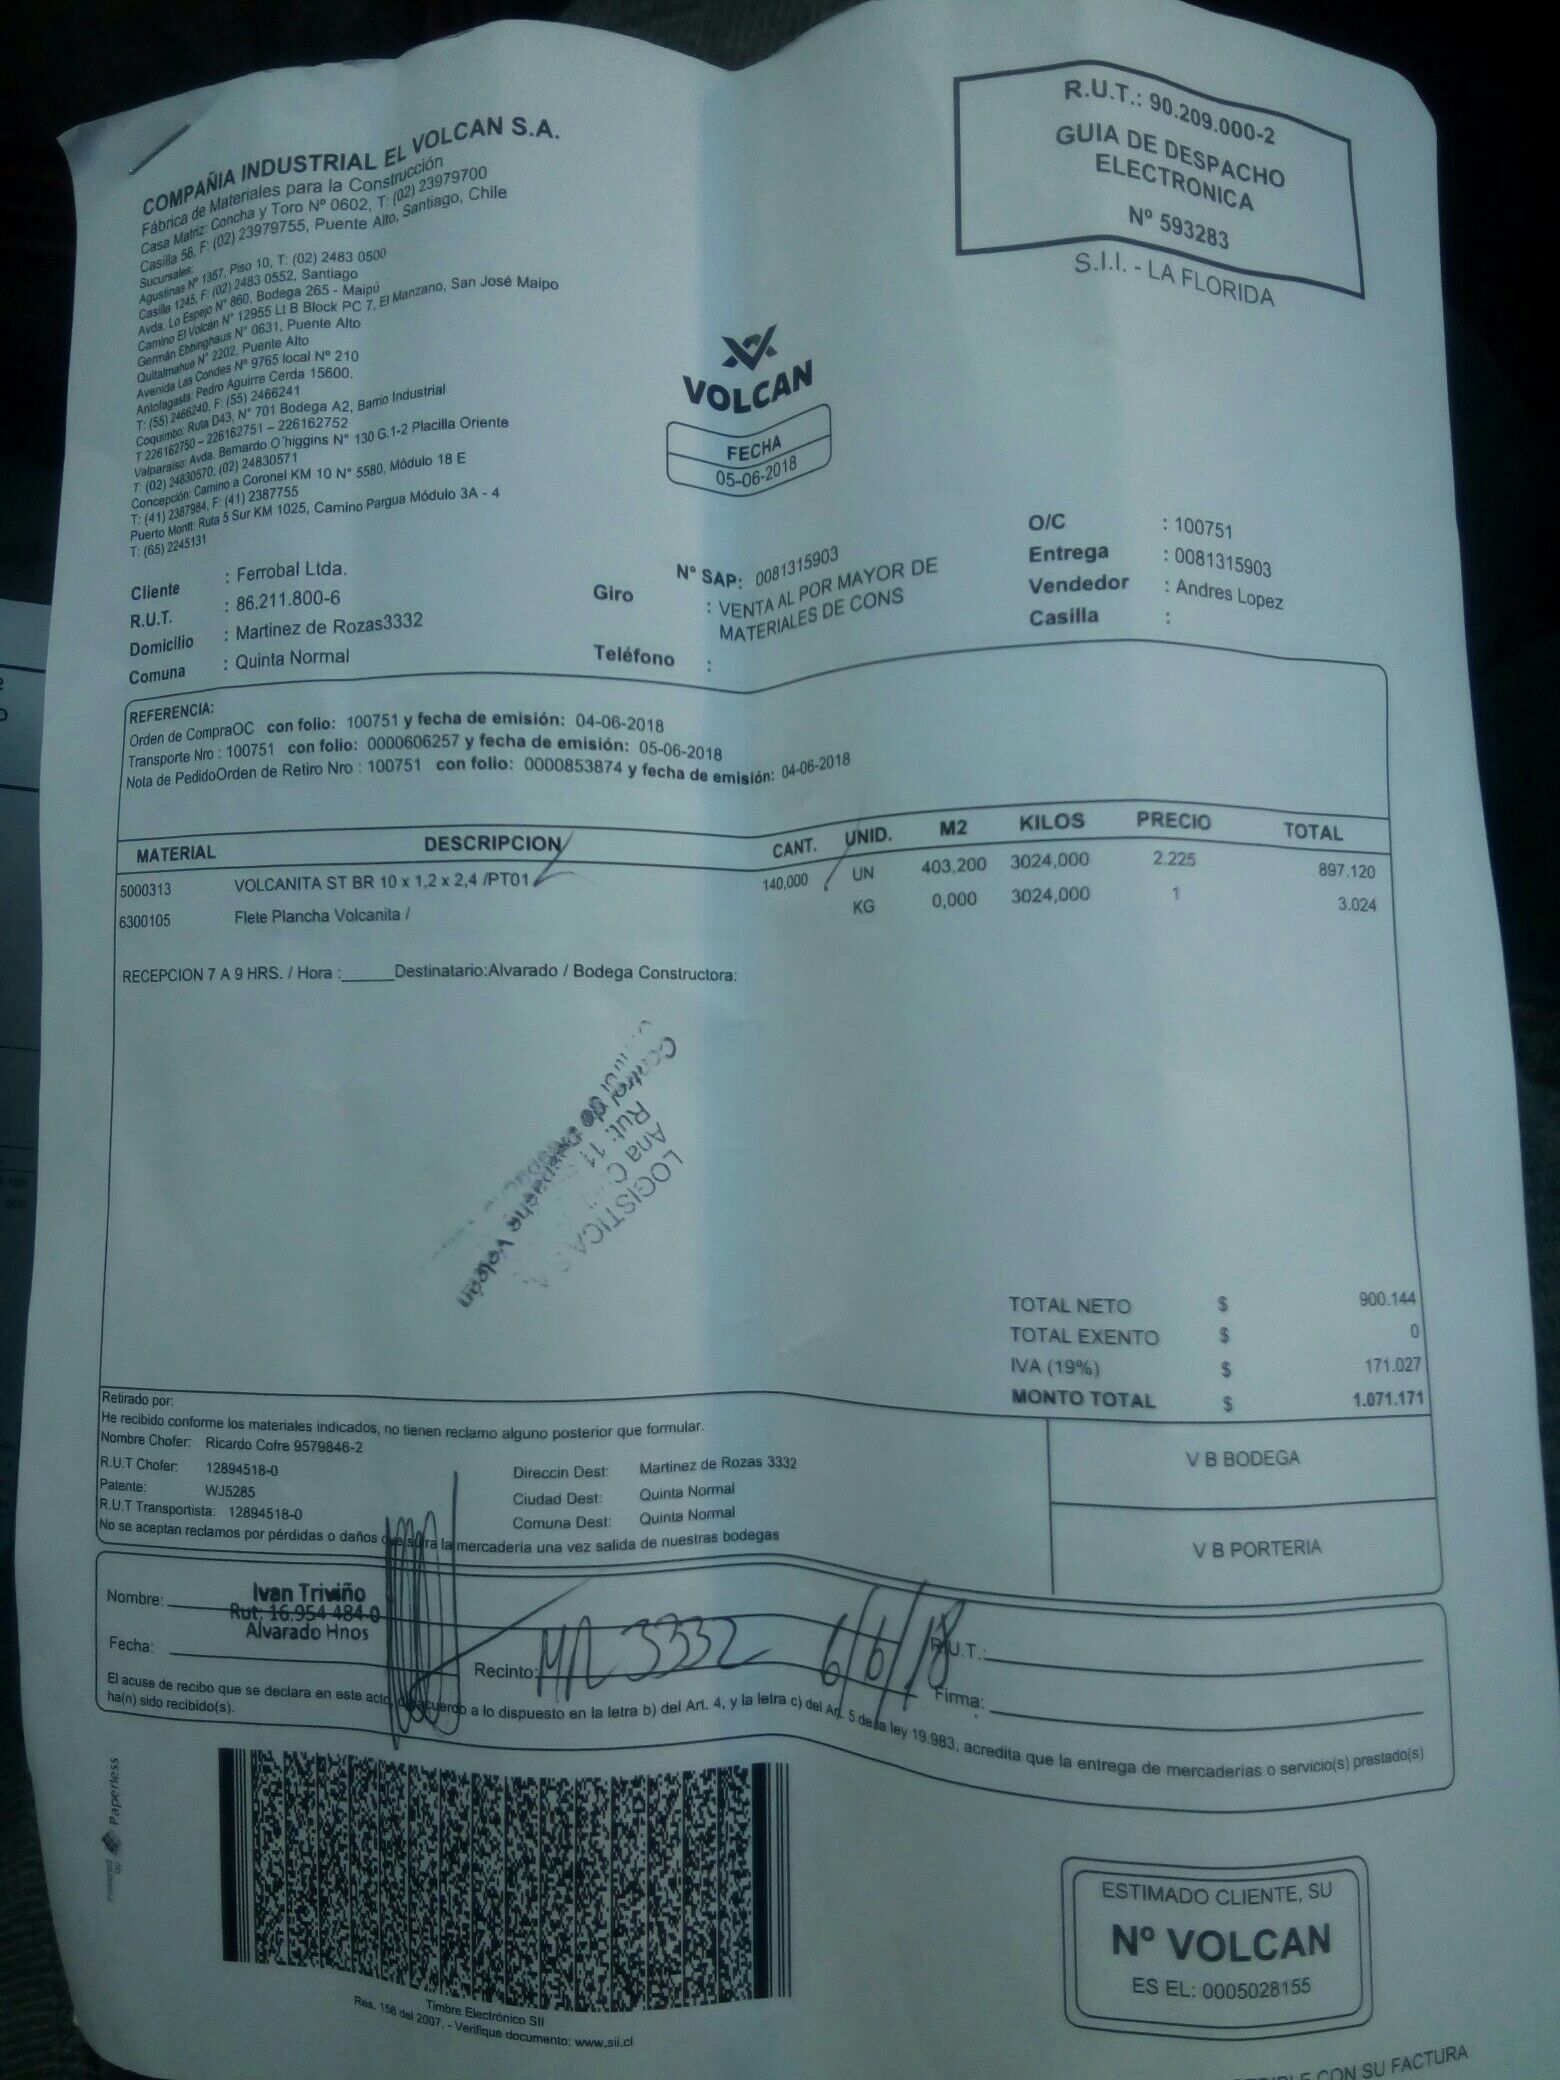 COMPAÑIA INDUSTRIAL EL VOLCAN S.A.
Fábrica de Materiales para la Construcción
Casa Matriz: Concha y Toro Nº 0602, T: (02) 23979700
Casilla 56, F: (02) 23979755, Puente Alto, Santiago, Chile
Sucursales:
Agustinas Nº 1357, Piso 10, T: (02) 2483 0500
Casilla 1245, F: (02) 2483 0552, Santiago
Avda. Lo Espejo N° 860, Bodega 265 - Maipú
Camino El Volcán N° 12955 Lt B Block PC 7, El Manzano, San José Maipo
Germán Ebbinghaus N° 0631, Puente Alto
Quitalmahue N° 2202, Puente Alto
Avenida Las Condes Nº 9765 local Nº 210
Antofagasta: Pedro Aguirre Cerda 15600.
T: (55) 2466240, F: (55) 2466241
Coquimbo: Ruta D43, N° 701 Bodega A2, Barrio Industrial
T 226162750 – 226162751 – 226162752
Valparaíso: Avda. Bernardo O´higgins N° 130 G.1-2 Placilla Oriente
T: (02) 24830570; (02) 24830571
Concepción: Camino a Coronel KM 10 N° 5580, Módulo 18 E
T: (41) 2387984, F: (41) 2387755
Puerto Montt: Ruta 5 Sur KM 1025, Camino Pargua Módulo 3A - 4
T: (65) 2245131
R.U.T.: 90.209.000-2
GUIA DE DESPACHO
ELECTRONICA
Nº 593283
S.I.I. - LA FLORIDA
VOLCAN
FECHA
05-06-2018
Cliente : Ferrobal Ltda.
R.U.T. : 86.211.800-6
Domicilio : Martinez de Rozas3332
Comuna : Quinta Normal
Nº SAP: 0081315903
Giro : VENTA AL POR MAYOR DE
MATERIALES DE CONS
Teléfono :
O/C : 100751
Entrega : 0081315903
Vendedor : Andres Lopez
Casilla :
REFERENCIA:
Orden de CompraOC con folio: 100751 y fecha de emisión: 04-06-2018
Transporte Nro : 100751 con folio: 0000606257 y fecha de emisión: 05-06-2018
Nota de PedidoOrden de Retiro Nro : 100751 con folio: 0000853874 y fecha de emisión: 04-06-2018
MATERIAL DESCRIPCION CANT. UNID. M2 KILOS PRECIO TOTAL
5000313 VOLCANITA ST BR 10 x 1,2 x 2,4 /PT01 140,000 UN 403,200 3024,000 2.225 897.120
6300105 Flete Plancha Volcanita / KG 0,000 3024,000 1 3.024
RECEPCION 7 A 9 HRS. / Hora :______Destinatario:Alvarado / Bodega Constructora:
LOGISTICA
Ana
Rut: 11
Control de Despacho Volcán
TOTAL NETO $ 900.144
TOTAL EXENTO $ 0
IVA (19%) $ 171.027
MONTO TOTAL $ 1.071.171
Retirado por:
He recibido conforme los materiales indicados, no tienen reclamo alguno posterior que formular.
Nombre Chofer: Ricardo Cofre 9579846-2
R.U.T Chofer: 12894518-0
Patente: WJ5285
R.U.T Transportista: 12894518-0
Direccin Dest: Martinez de Rozas 3332
Ciudad Dest: Quinta Normal
Comuna Dest: Quinta Normal
No se aceptan reclamos por pérdidas o daños que sufra la mercadería una vez salida de nuestras bodegas
V B BODEGA
V B PORTERIA
Nombre:
Ivan Triviño
Rut: 16.954.484-0
Alvarado Hnos
Fecha:
Recinto: MR 3332 6/6/18
R.U.T.:
Firma:
El acuse de recibo que se declara en este acto, de acuerdo a lo dispuesto en la letra b) del Art. 4, y la letra c) del Art. 5 de la ley 19.983, acredita que la entrega de mercaderías o servicio(s) prestado(s)
ha(n) sido recibido(s).
Powered by Paperless
Timbre Electrónico SII
Res. 156 del 2007. - Verifique documento: www.sii.cl
ESTIMADO CLIENTE, SU
Nº VOLCAN
ES EL: 0005028155
CON SU FACTURA